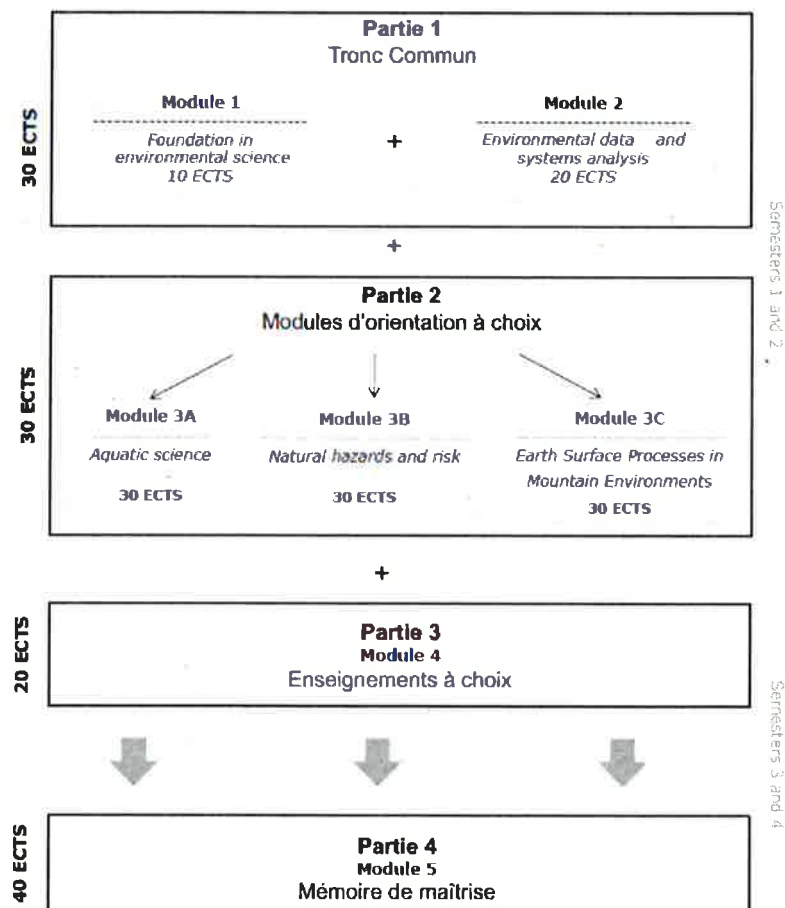 Partie 1
Tronc Commun
30 ECTS
Module 1
Foundation in
environmental science
10 ECTS
+
Module 2
Environmental data and
systems analysis
20 ECTS
Semesters 1 and 2
+
Partie 2
Modules d'orientation à choix
30 ECTS
Module 3A
Aquatic science
30 ECTS
Module 3B
Natural hazards and risk
30 ECTS
Module 3C
Earth Surface Processes in
Mountain Environments
30 ECTS
+
20 ECTS
Partie 3
Module 4
Enseignements à choix
Semesters 3 and 4
40 ECTS
Partie 4
Module 5
Mémoire de maîtrise